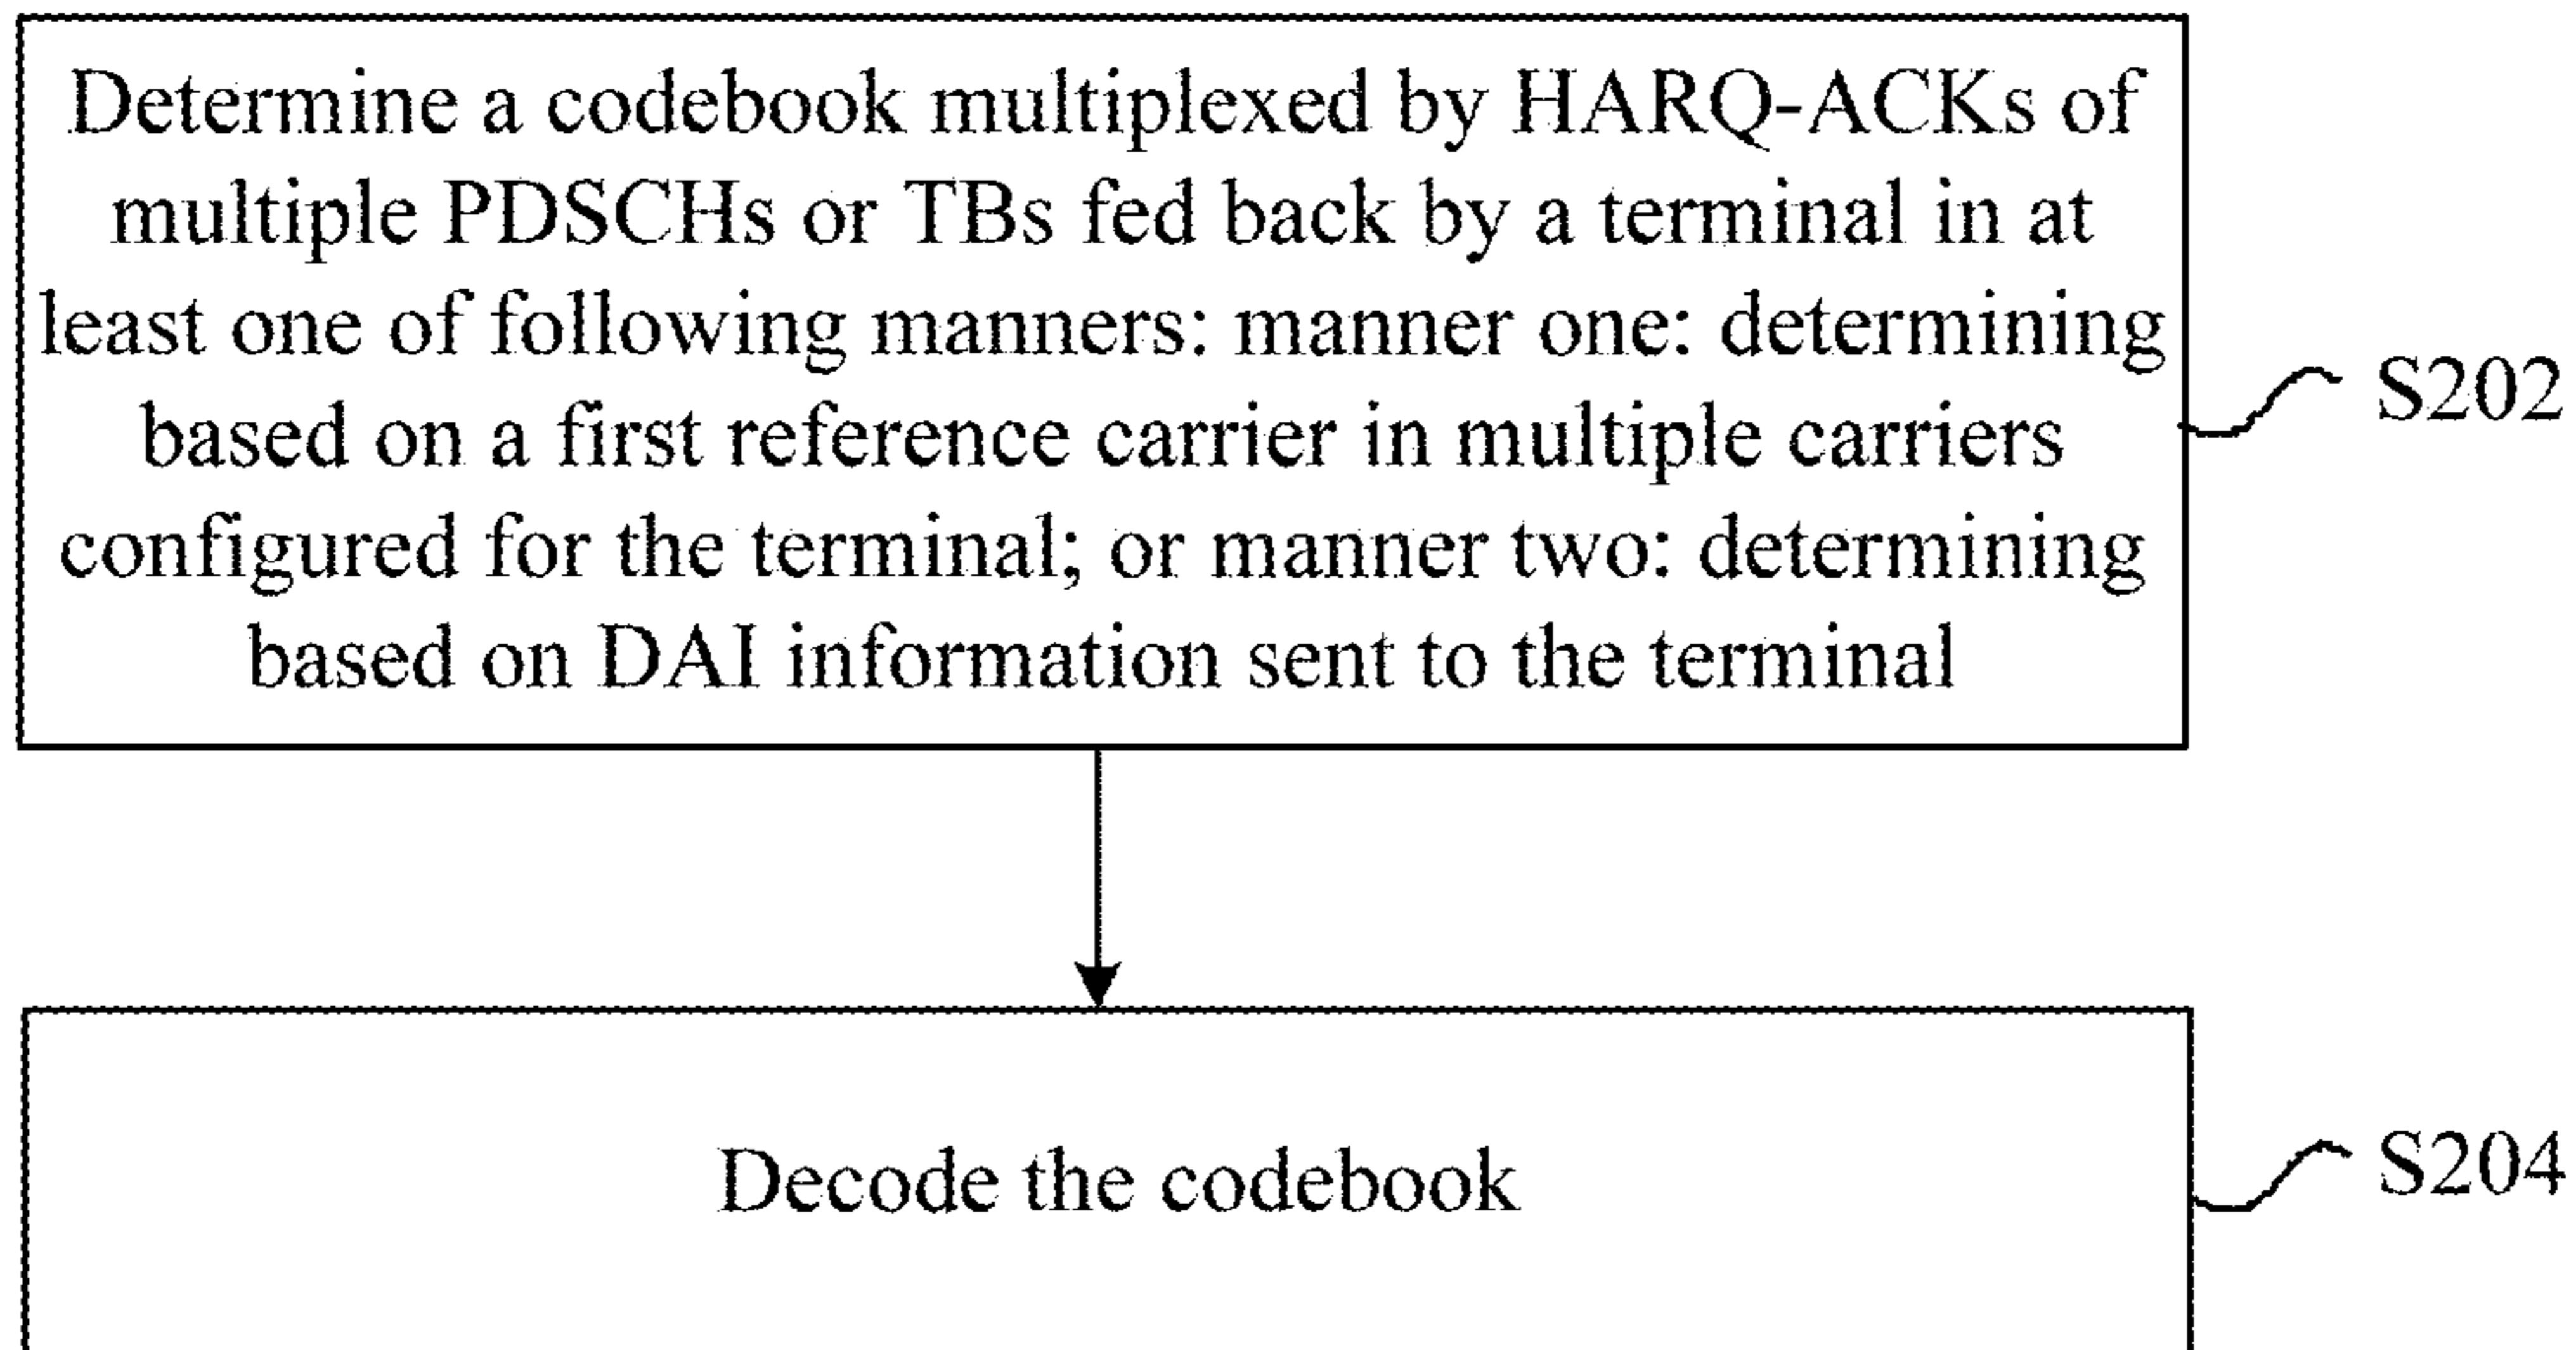 Determine a codebook multiplexed by HARQ-ACKs of
multiple PDSCHs or TBs fed back by a terminal in at
least one of following manners: manner one: determining
based on a first reference carrier in multiple carriers
configured for the terminal; or manner two: determining
based on DAI information sent to the terminal
S202
Decode the codebook
S204